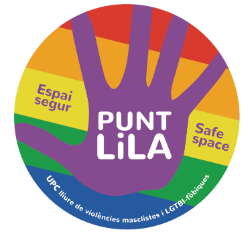 Espai
segur
PUNT
LiLA
Safe
space
UPC lliure de violències masclistes i LGTBI-fòbiques